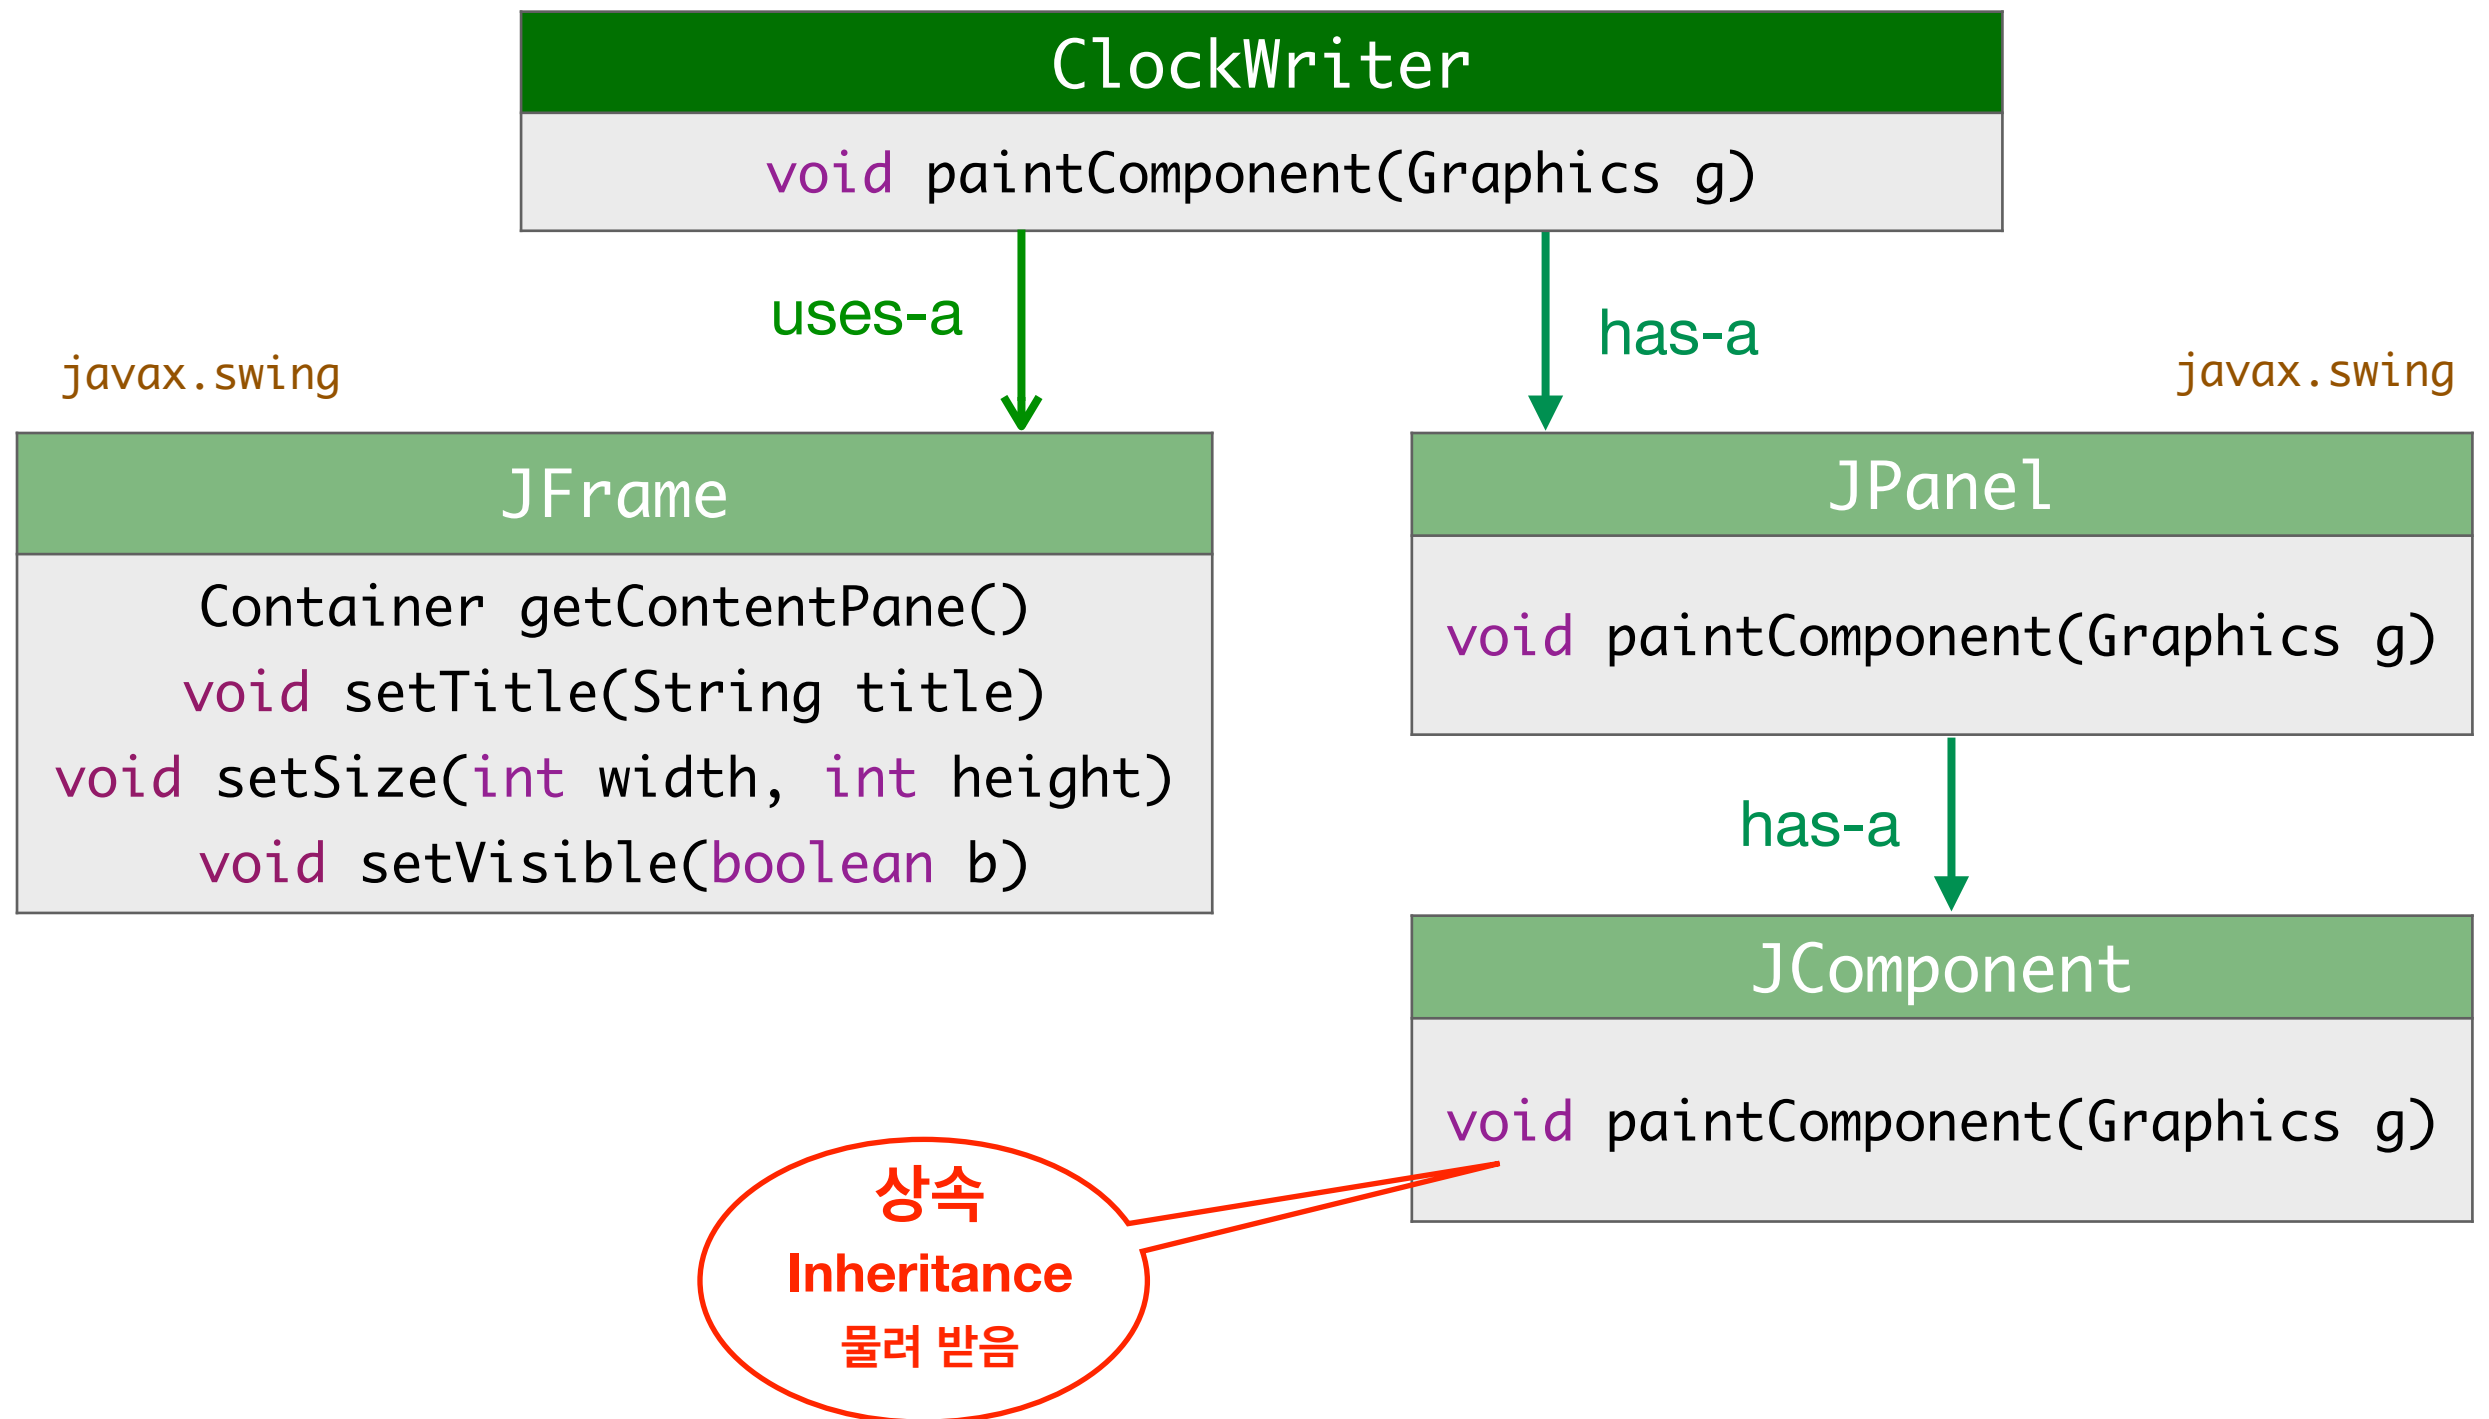 ClockWriter
void paintComponent(Graphics g)
uses-a
has-a
javax.swing
javax.swing
JFrame
Container getContentPane()
void setTitle(String title)
void setSize(int width, int height)
void setVisible(boolean b)
JPanel
void paintComponent(Graphics g)
has-a
JComponent
void paintComponent(Graphics g)
상속
Inheritance
물려 받음